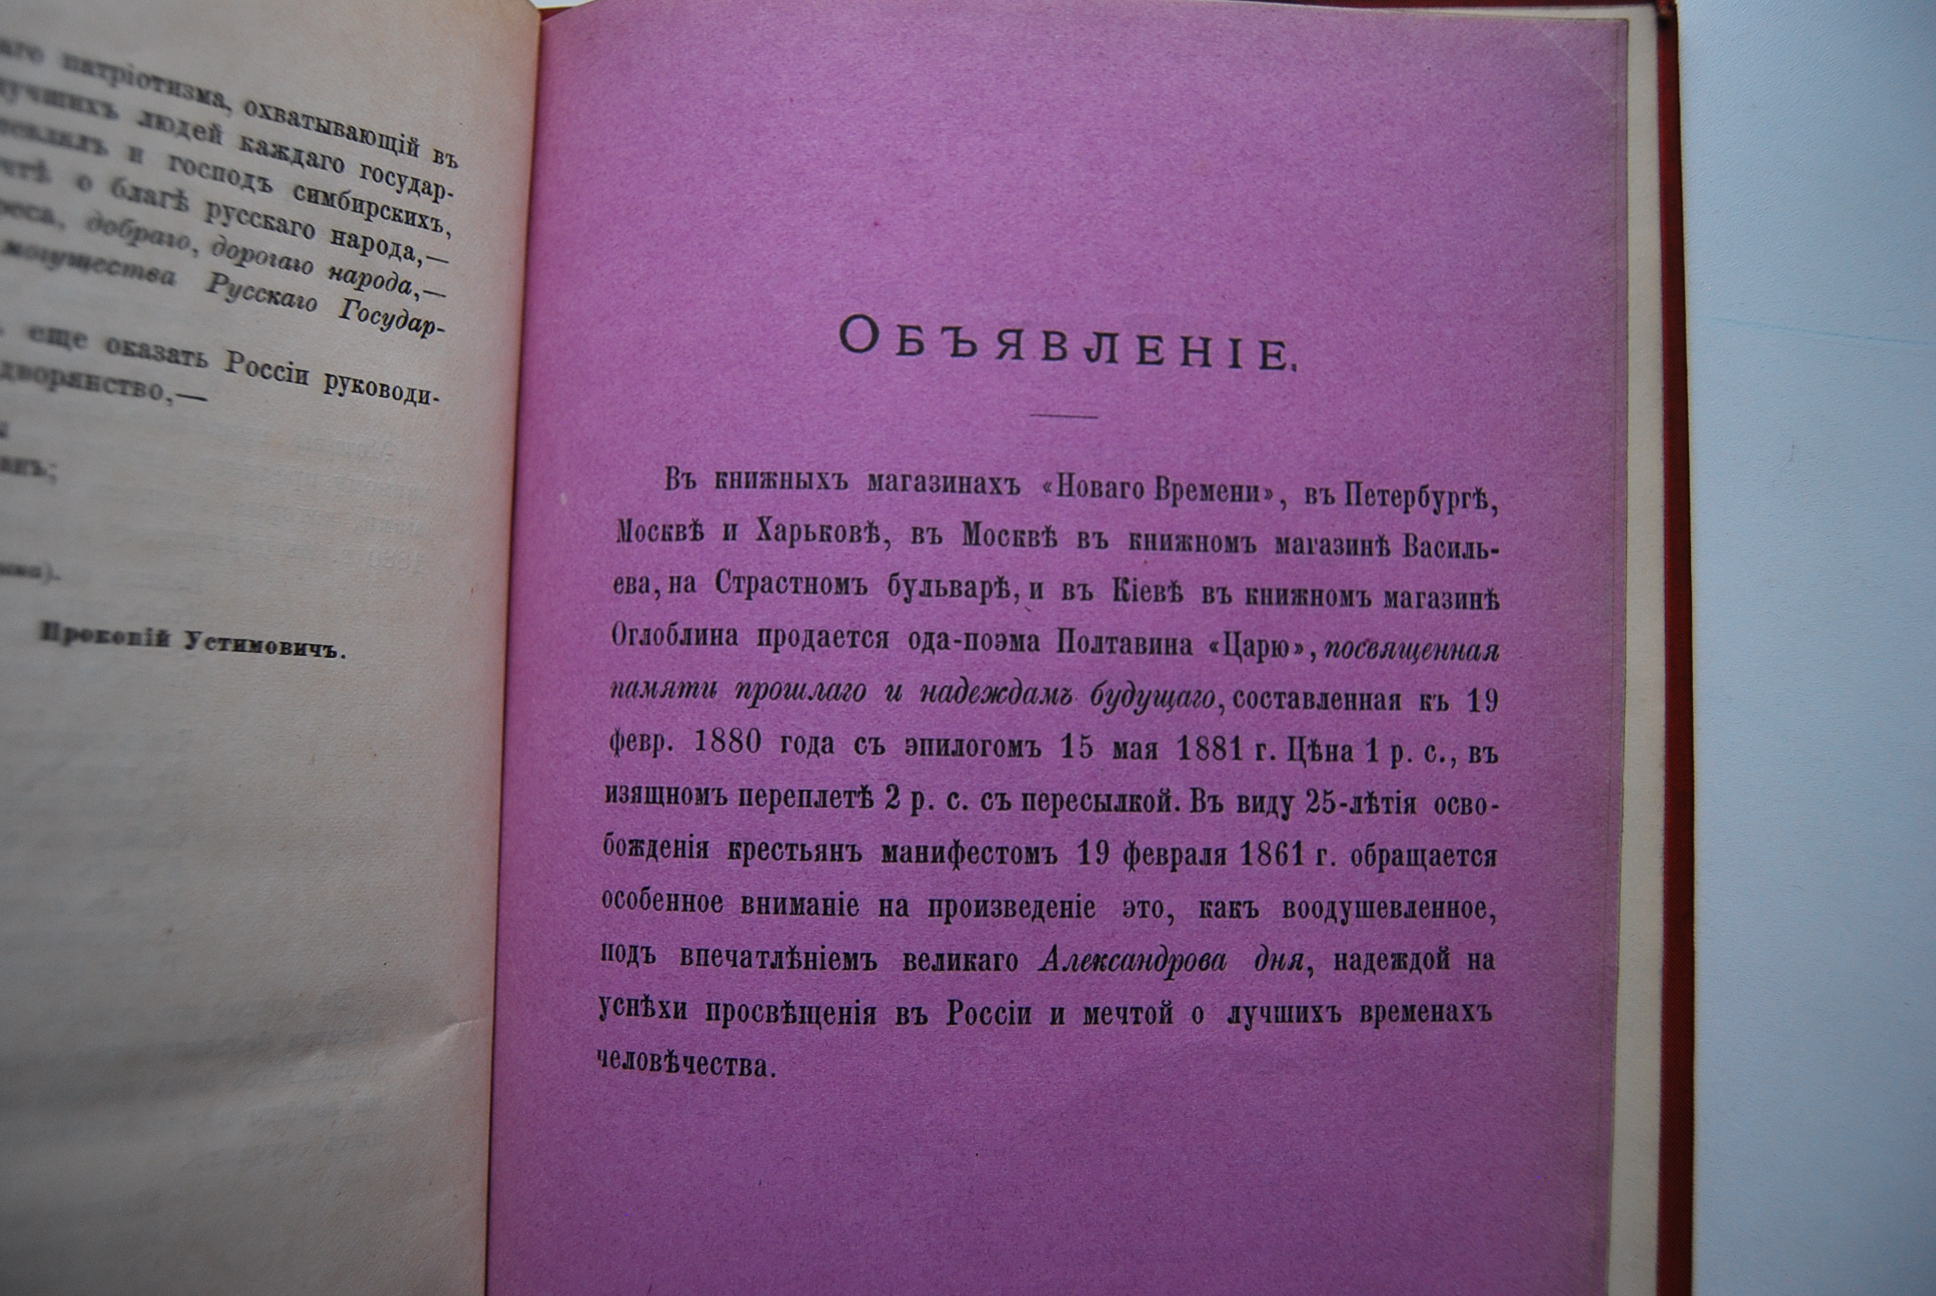 патріотизма, охватывающій въ
лучшихъ людей каждаго государ-
и господъ симбирскихъ,
о благѣ русскаго народа,—
добраго, дорогаго народа,—
могущества Русскаго Государ-
еще оказать Россіи руководи-
дворянство,—
Прокопій Устимовичъ.
ОБЪЯВЛЕНІЕ.
Въ книжныхъ магазинахъ «Новаго Времени», въ Петербургѣ,
Москвѣ и Харьковѣ, въ Москвѣ въ книжномъ магазинѣ Василь-
ева, на Страстномъ бульварѣ, и въ Кіевѣ въ книжномъ магазинѣ
Оглоблина продается ода-поэма Полтавина «Царю», посвященная
памяти прошлаго и надеждамъ будущаго, составленная къ 19
февр. 1880 года съ эпилогомъ 15 мая 1881 г. Цѣна 1 р. с., въ
изящномъ переплетѣ 2 р. с. съ пересылкой. Въ виду 25-лѣтія осво-
божденія крестьянъ манифестомъ 19 февраля 1861 г. обращается
особенное вниманіе на произведеніе это, какъ воодушевленное,
подъ впечатлѣніемъ великаго Александрова дня, надеждой на
успѣхи просвѣщенія въ Россіи и мечтой о лучшихъ временахъ
человѣчества.